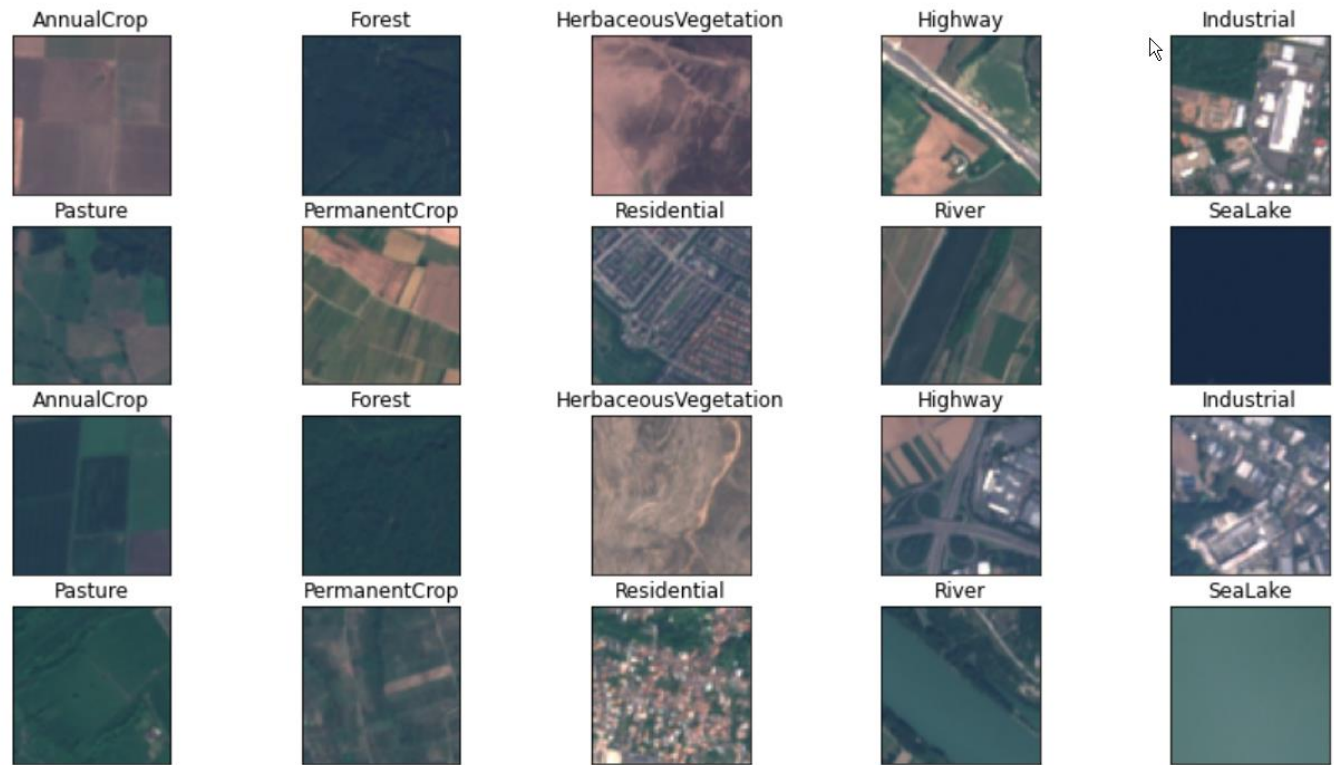 AnnualCrop Forest HerbaceousVegetation Highway Industrial
Pasture PermanentCrop Residential River SeaLake
AnnualCrop Forest HerbaceousVegetation Highway Industrial
Pasture PermanentCrop Residential River SeaLake